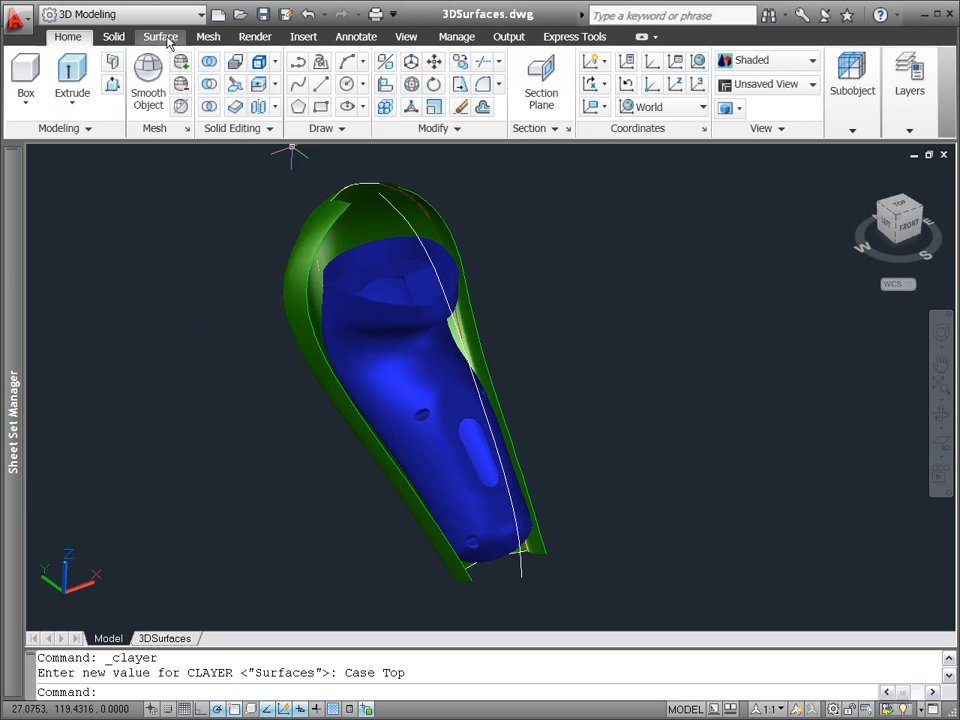 3D Modeling
3DSurfaces.dwg
Type a keyword or phrase
Home Solid Surface Mesh Render Insert Annotate View Manage Output Express Tools
Box
Extrude
Smooth Object
Section Plane
Shaded
Unsaved View
World
Subobject
Layers
Modeling Mesh Solid Editing Draw Modify Section Coordinates View
TOP
LEFT
FRONT
W
E
S
WCS
Sheet Set Manager
Z
Y
X
Model 3DSurfaces
Command: _clayer
Enter new value for CLAYER <"Surfaces">: Case Top
Command:
27.0753, 119.4316, 0.0000
MODEL
1:1